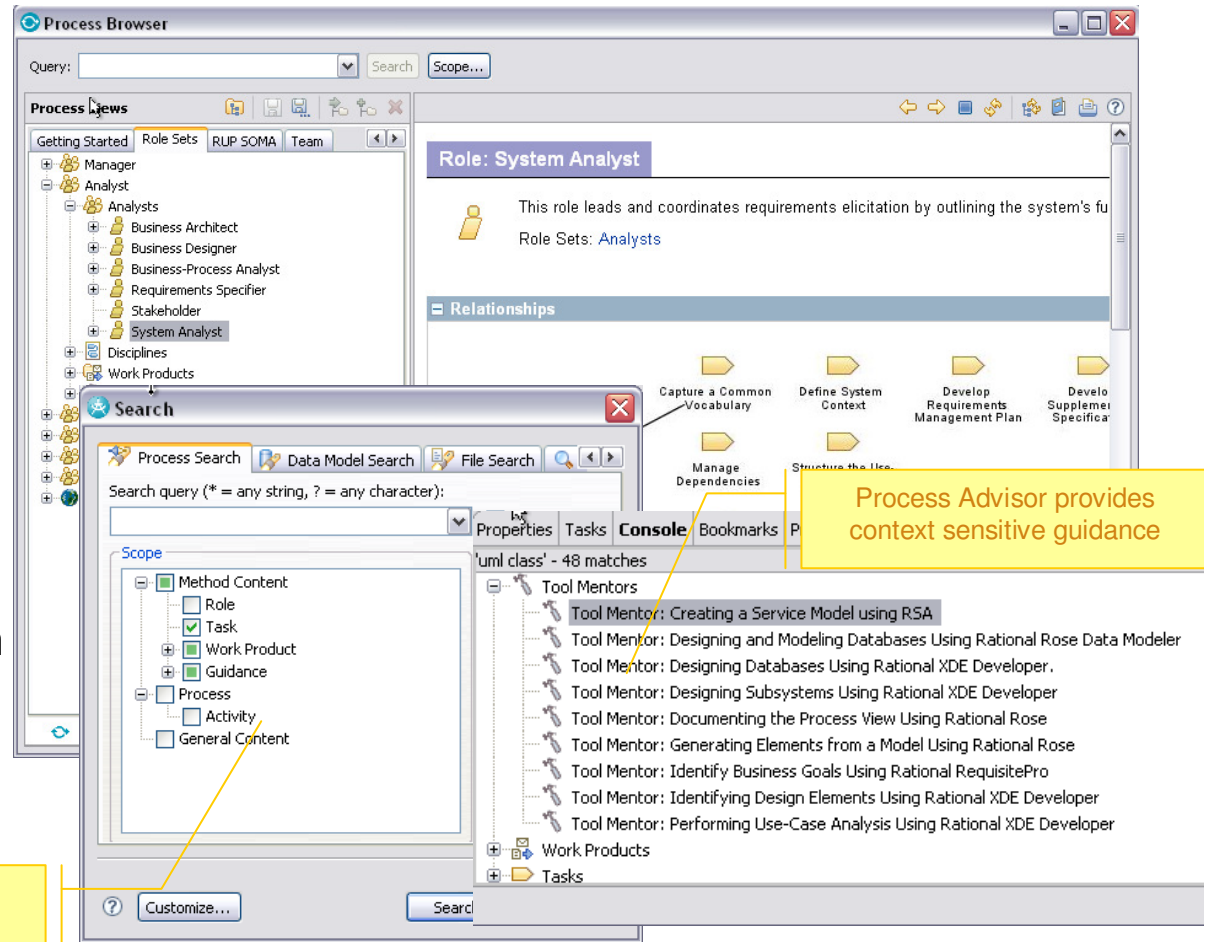 Process Browser
Query:
Search
Scope...
Process
Getting Started
Role Sets
RUP SOMA
Team
Manager
Analyst
Analysts
Business Architect
Business Designer
Business-Process Analyst
Requirements Specifier
Stakeholder
System Analyst
Disciplines
Work Products
Role: System Analyst
This role leads and coordinates requirements elicitation by outlining the system's fu
Role Sets: Analysts
Relationships
Capture a Common
Vocabulary
Define System
Context
Develop
Requirements
Management Plan
Develo
Supplemen
Specificat
Manage
Dependencies
Structure the Use-
Search
Process Search
Data Model Search
File Search
Search query (* = any string, ? = any character):
Scope
Method Content
Role
Task
Work Product
Guidance
Process
Activity
General Content
Customize...
Searc
Properties
Tasks
Console
Bookmarks
P
'uml class' - 48 matches
Tool Mentors
Tool Mentor: Creating a Service Model using RSA
Tool Mentor: Designing and Modeling Databases Using Rational Rose Data Modeler
Tool Mentor: Designing Databases Using Rational XDE Developer.
Tool Mentor: Designing Subsystems Using Rational XDE Developer
Tool Mentor: Documenting the Process View Using Rational Rose
Tool Mentor: Generating Elements from a Model Using Rational Rose
Tool Mentor: Identify Business Goals Using Rational RequisitePro
Tool Mentor: Identifying Design Elements Using Rational XDE Developer
Tool Mentor: Performing Use-Case Analysis Using Rational XDE Developer
Work Products
Tasks
Process Advisor provides
context sensitive guidance